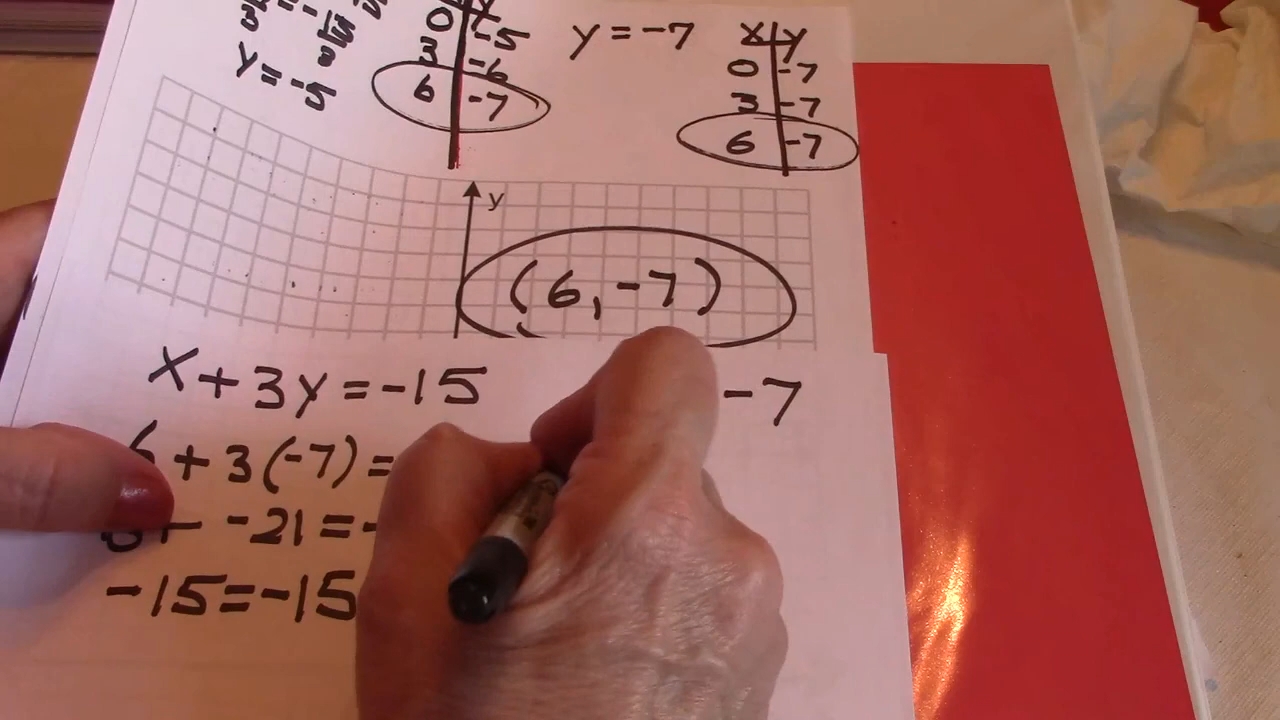 y = -7
x y
0 -5
3 -6
6 -7
x y
0 -7
3 -7
6 -7
y
(6, -7)
x + 3y = -15
-7
6 + 3(-7) =
-21 = -
-15 = -15